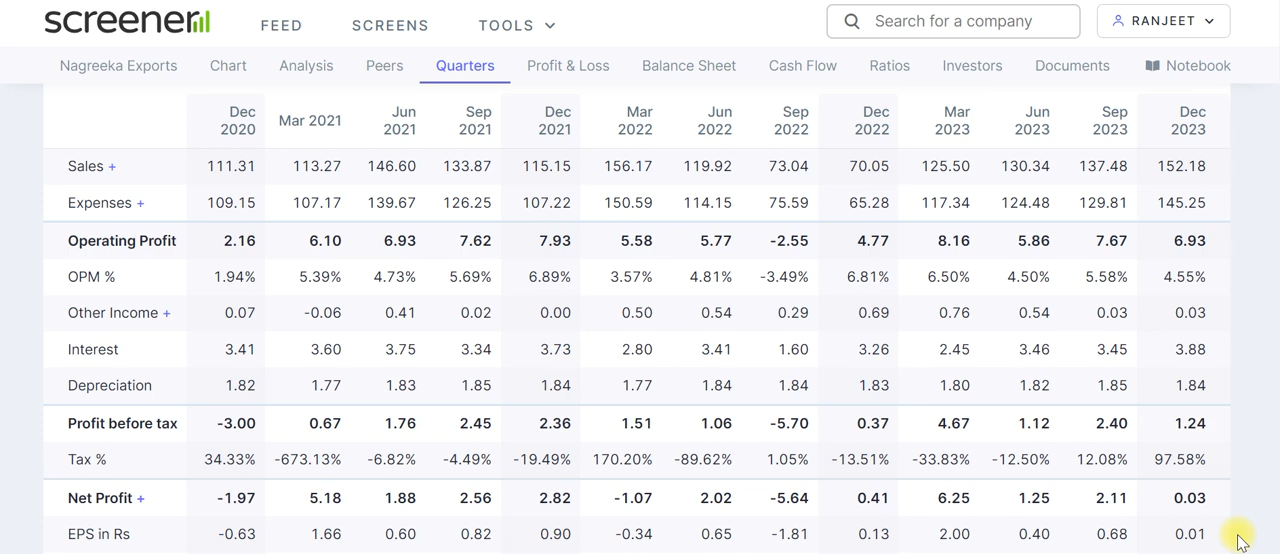 screener FEED SCREENS TOOLS Search for a company RANJEET
Nagreeka Exports Chart Analysis Peers Quarters Profit & Loss Balance Sheet Cash Flow Ratios Investors Documents Notebook
Dec 2020 Mar 2021 Jun 2021 Sep 2021 Dec 2021 Mar 2022 Jun 2022 Sep 2022 Dec 2022 Mar 2023 Jun 2023 Sep 2023 Dec 2023
Sales + 111.31 113.27 146.60 133.87 115.15 156.17 119.92 73.04 70.05 125.50 130.34 137.48 152.18
Expenses + 109.15 107.17 139.67 126.25 107.22 150.59 114.15 75.59 65.28 117.34 124.48 129.81 145.25
Operating Profit 2.16 6.10 6.93 7.62 7.93 5.58 5.77 -2.55 4.77 8.16 5.86 7.67 6.93
OPM % 1.94% 5.39% 4.73% 5.69% 6.89% 3.57% 4.81% -3.49% 6.81% 6.50% 4.50% 5.58% 4.55%
Other Income + 0.07 -0.06 0.41 0.02 0.00 0.50 0.54 0.29 0.69 0.76 0.54 0.03 0.03
Interest 3.41 3.60 3.75 3.34 3.73 2.80 3.41 1.60 3.26 2.45 3.46 3.45 3.88
Depreciation 1.82 1.77 1.83 1.85 1.84 1.77 1.84 1.84 1.83 1.80 1.82 1.85 1.84
Profit before tax -3.00 0.67 1.76 2.45 2.36 1.51 1.06 -5.70 0.37 4.67 1.12 2.40 1.24
Tax % 34.33% -673.13% -6.82% -4.49% -19.49% 170.20% -89.62% 1.05% -13.51% -33.83% -12.50% 12.08% 97.58%
Net Profit + -1.97 5.18 1.88 2.56 2.82 -1.07 2.02 -5.64 0.41 6.25 1.25 2.11 0.03
EPS in Rs -0.63 1.66 0.60 0.82 0.90 -0.34 0.65 -1.81 0.13 2.00 0.40 0.68 0.01